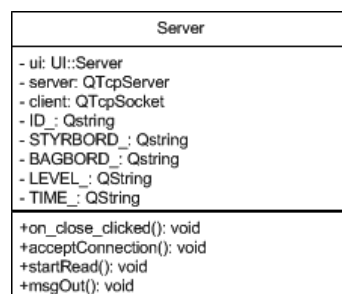 Server
- ui: UI::Server
- server: QTcpServer
- client: QTcpSocket
- ID_: Qstring
- STYRBORD_: Qstring
- BAGBORD_: Qstring
- LEVEL_: QString
- TIME_: QString
+on_close_clicked(): void
+acceptConnection(): void
+startRead(): void
+msgOut(): void